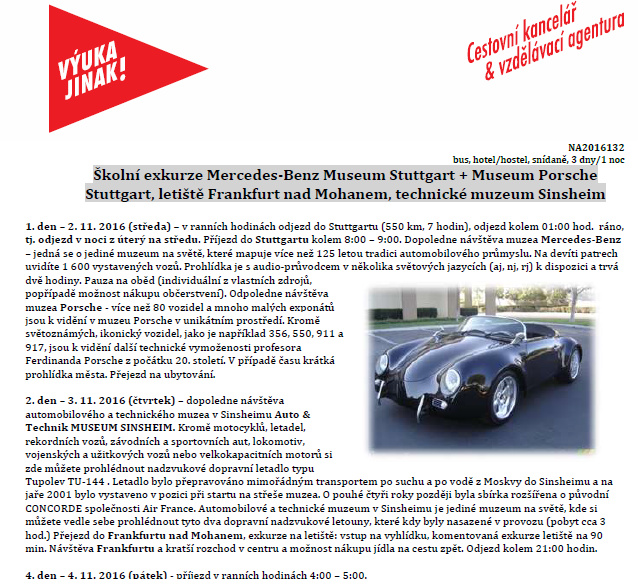 VÝUKA
JINAK!
Cestovní kancelář
& vzdělávací agentura
NA2016132
bus, hotel/hostel, snídaně, 3 dny/1 noc
Školní exkurze Mercedes-Benz Museum Stuttgart + Museum Porsche
Stuttgart, letiště Frankfurt nad Mohanem, technické muzeum Sinsheim
1. den – 2. 11. 2016 (středa) – v ranních hodinách odjezd do Stuttgartu (550 km, 7 hodin), odjezd kolem 01:00 hod. ráno,
tj. odjezd v noci z úterý na středu. Příjezd do Stuttgartu kolem 8:00 – 9:00. Dopoledne návštěva muzea Mercedes-Benz
– jedná se o jediné muzeum na světě, které mapuje více než 125 letou tradici automobilového průmyslu. Na devíti patrech
uvidíte 1 600 vystavených vozů. Prohlídka je s audio-průvodcem v několika světových jazycích (aj, nj, rj) k dispozici a trvá
dvě hodiny. Pauza na oběd (individuální z vlastních zdrojů,
popřípadě možnost nákupu občerstvení). Odpoledne návštěva
muzea Porsche - více než 80 vozidel a mnoho malých exponátů
jsou k vidění v muzeu Porsche v unikátním prostředí. Kromě
světoznámých, ikonický vozidel, jako je například 356, 550, 911 a
917, jsou k vidění další technické vymoženosti profesora
Ferdinanda Porsche z počátku 20. století. V případě času krátká
prohlídka města. Přejezd na ubytování.
2. den – 3. 11. 2016 (čtvrtek) – dopoledne návštěva
automobilového a technického muzea v Sinsheimu Auto &
Technik MUSEUM SINSHEIM. Kromě motocyklů, letadel,
rekordních vozů, závodních a sportovních aut, lokomotiv,
vojenských a užitkových vozů nebo velkokapacitních motorů si
zde můžete prohlédnout nadzvukové dopravní letadlo typu
Tupolev TU-144 . Letadlo bylo přepravováno mimořádným transportem po suchu a po vodě z Moskvy do Sinsheimu a na
jaře 2001 bylo vystaveno v pozici při startu na střeše muzea. O pouhé čtyři roky později byla sbírka rozšířena o původní
CONCORDE společnosti Air France. Automobilové a technické muzeum v Sinsheimu je jediné muzeum na světě, kde si
můžete vedle sebe prohlédnout tyto dva dopravní nadzvukové letouny, které kdy byly nasazené v provozu (pobyt cca 3
hod.) Přejezd do Frankfurtu nad Mohanem, exkurze na letiště: vstup na vyhlídku, komentovaná exkurze letiště na 90
min. Návštěva Frankfurtu a kratší rozchod v centru a možnost nákupu jídla na cestu zpět. Odjezd kolem 21:00 hodin.
4. den – 4. 11. 2016 (pátek) - příjezd v ranních hodinách 4:00 – 5:00.